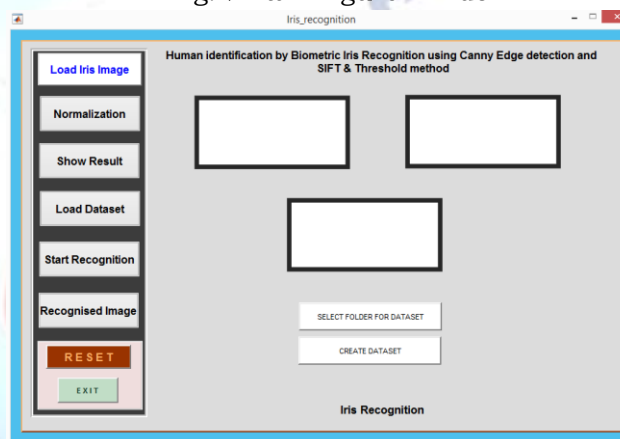 Iris_recognition
Human identification by Biometric Iris Recognition using Canny Edge detection and
SIFT & Threshold method
Load Iris Image
Normalization
Show Result
Load Dataset
Start Recognition
Recognised Image
RESET
EXIT
SELECT FOLDER FOR DATASET
CREATE DATASET
Iris Recognition